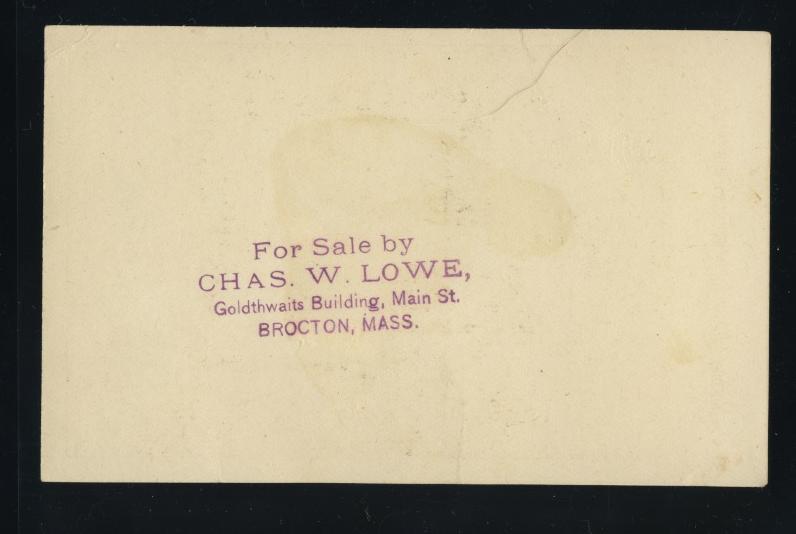 For Sale by
CHAS. W. LOWE,
Goldthwaits Building, Main St.
BROCTON, MASS.